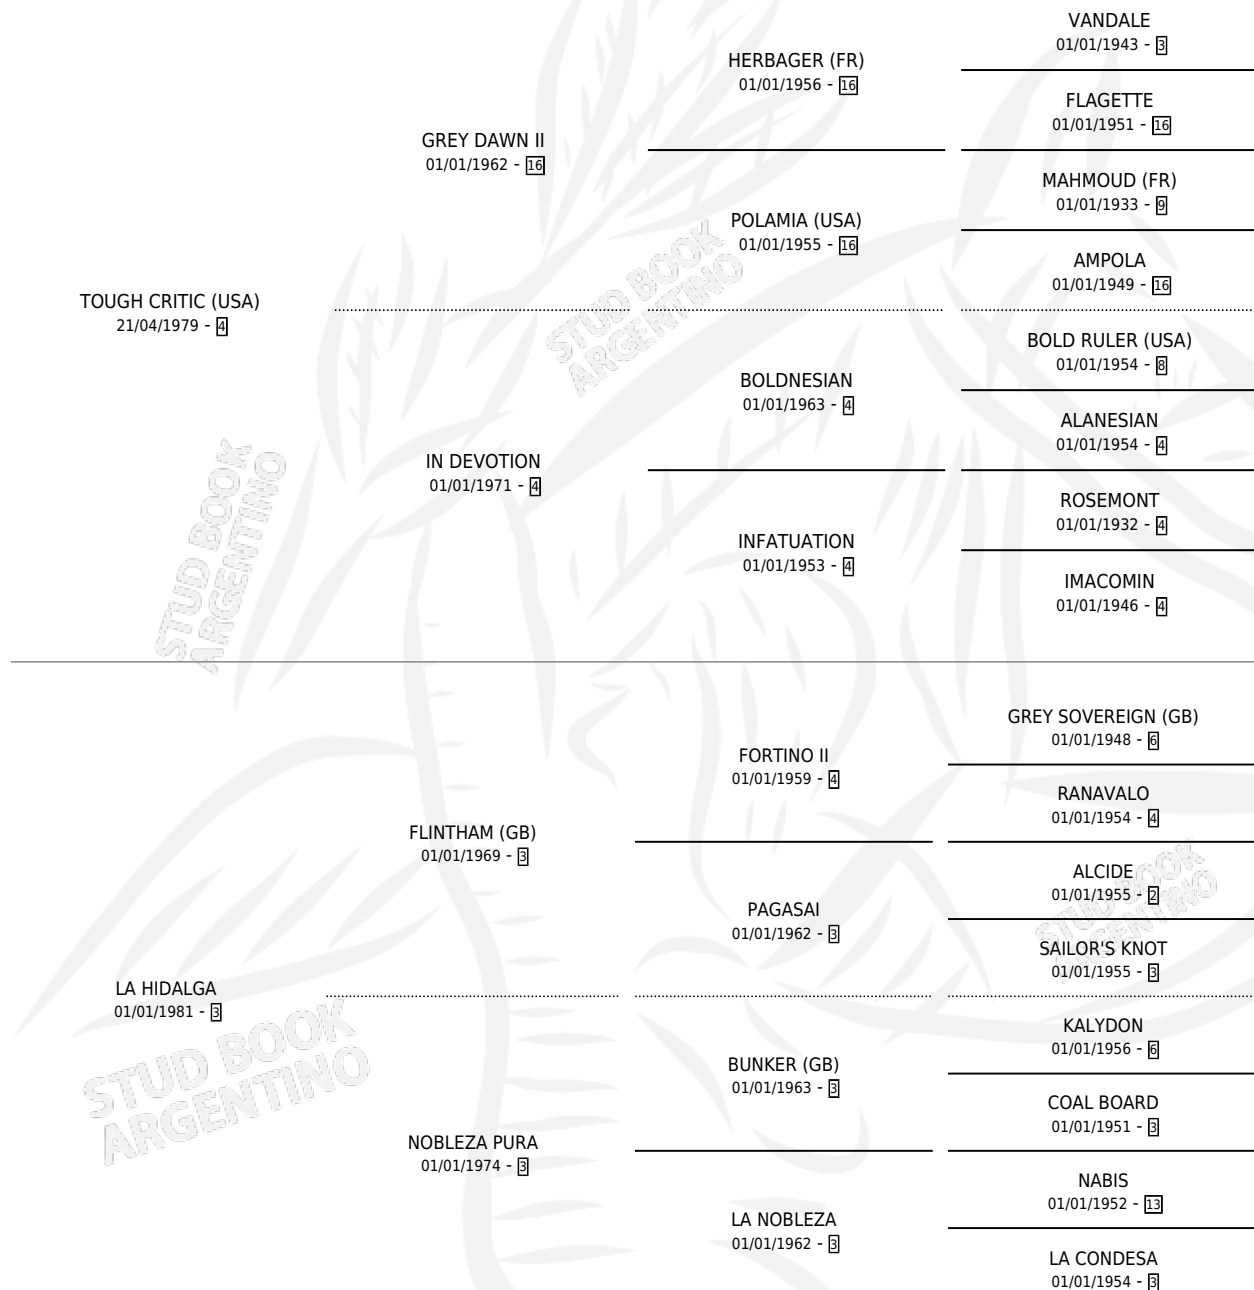 VANDALE
01/01/1943 - 3
HERBAGER (FR)
01/01/1956 - 16
FLAGETTE
01/01/1951 - 16
GREY DAWN II
01/01/1962 - 16
MAHMOUD (FR)
01/01/1933 - 9
POLAMIA (USA)
01/01/1955 - 16
AMPOLA
01/01/1949 - 16
TOUGH CRITIC (USA)
21/04/1979 - 4
STUD BOOK
ARGENTINO
BOLD RULER (USA)
01/01/1954 - 8
BOLDNESIAN
01/01/1963 - 4
ALANESIAN
01/01/1954 - 4
IN DEVOTION
01/01/1971 - 4
ROSEMONT
01/01/1932 - 4
INFATUATION
01/01/1953 - 4
IMACOMIN
01/01/1946 - 4
STUD BOOK
ARGENTINO
GREY SOVEREIGN (GB)
01/01/1948 - 6
FORTINO II
01/01/1959 - 4
RANAVALO
01/01/1954 - 4
FLINTHAM (GB)
01/01/1969 - 3
ALCIDE
01/01/1955 - 2
PAGASAI
01/01/1962 - 3
SAILOR'S KNOT
01/01/1955 - 3
STUD BOOK
ARGENTINO
LA HIDALGA
01/01/1981 - 3
KALYDON
01/01/1956 - 6
BUNKER (GB)
01/01/1963 - 3
COAL BOARD
01/01/1951 - 3
STUD BOOK
ARGENTINO
NOBLEZA PURA
01/01/1974 - 3
NABIS
01/01/1952 - 13
LA NOBLEZA
01/01/1962 - 3
LA CONDESA
01/01/1954 - 3